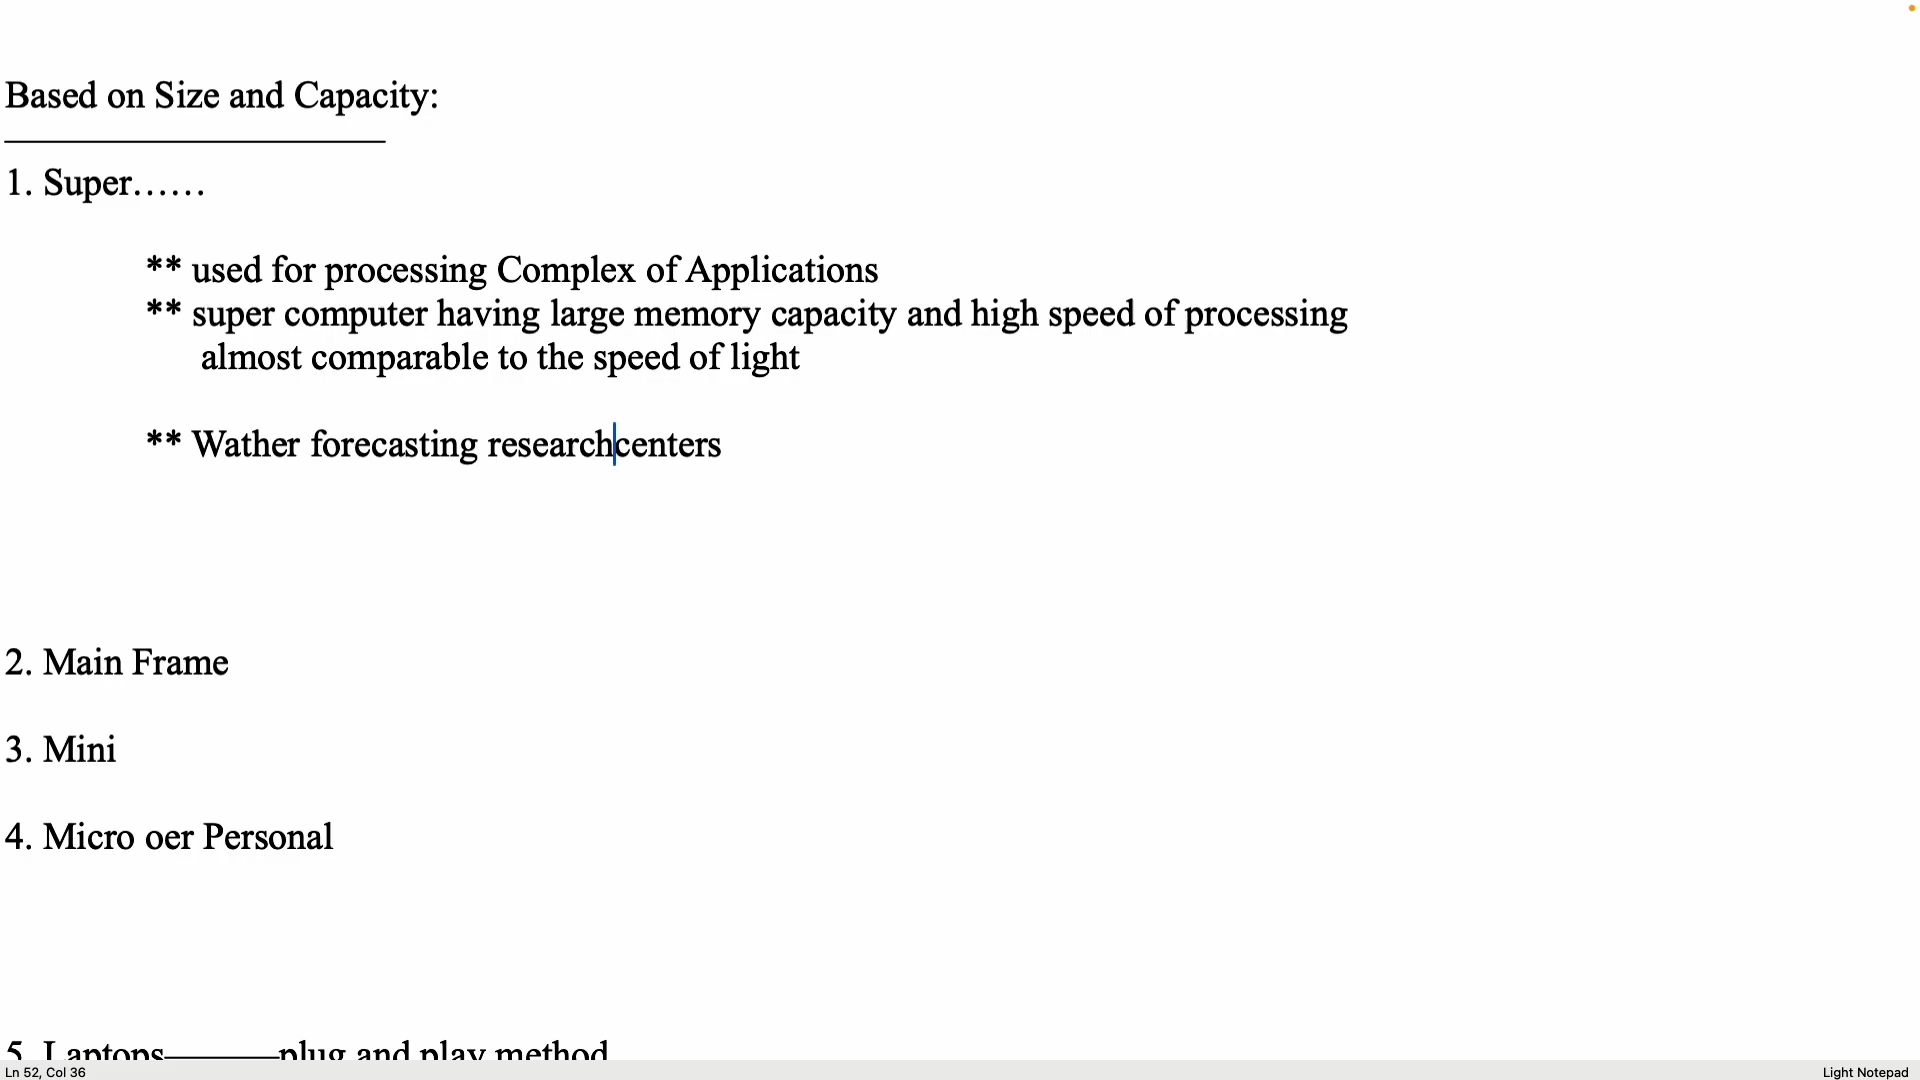 Based on Size and Capacity:
1. Super......
** used for processing Complex of Applications
** super computer having large memory capacity and high speed of processing
almost comparable to the speed of light
** Wather forecasting researchcenters
2. Main Frame
3. Mini
4. Micro oer Personal
5. Laptops———plug and play method
Ln 52, Col 36
Light Notepad